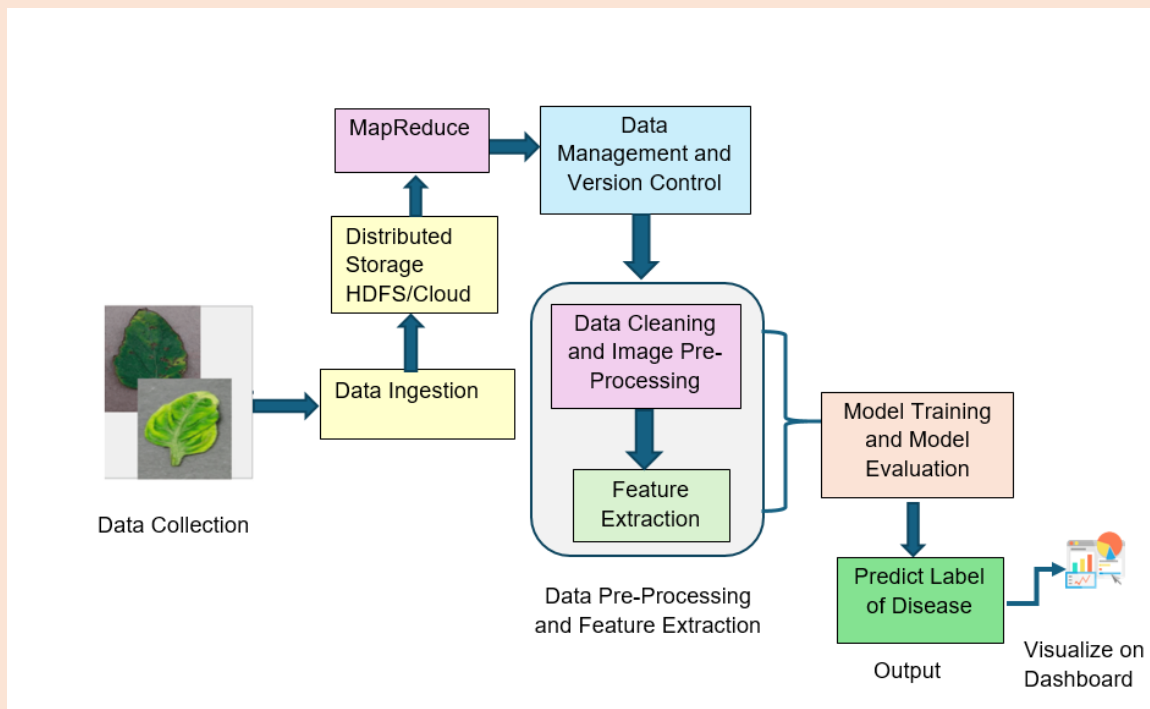 MapReduce
Data
Management and
Version Control
Distributed
Storage
HDFS/Cloud
Data Ingestion
Data Collection
Data Cleaning
and Image Pre-
Processing
Feature
Extraction
Data Pre-Processing
and Feature Extraction
Model Training
and Model
Evaluation
Predict Label
of Disease
Output
Visualize on
Dashboard